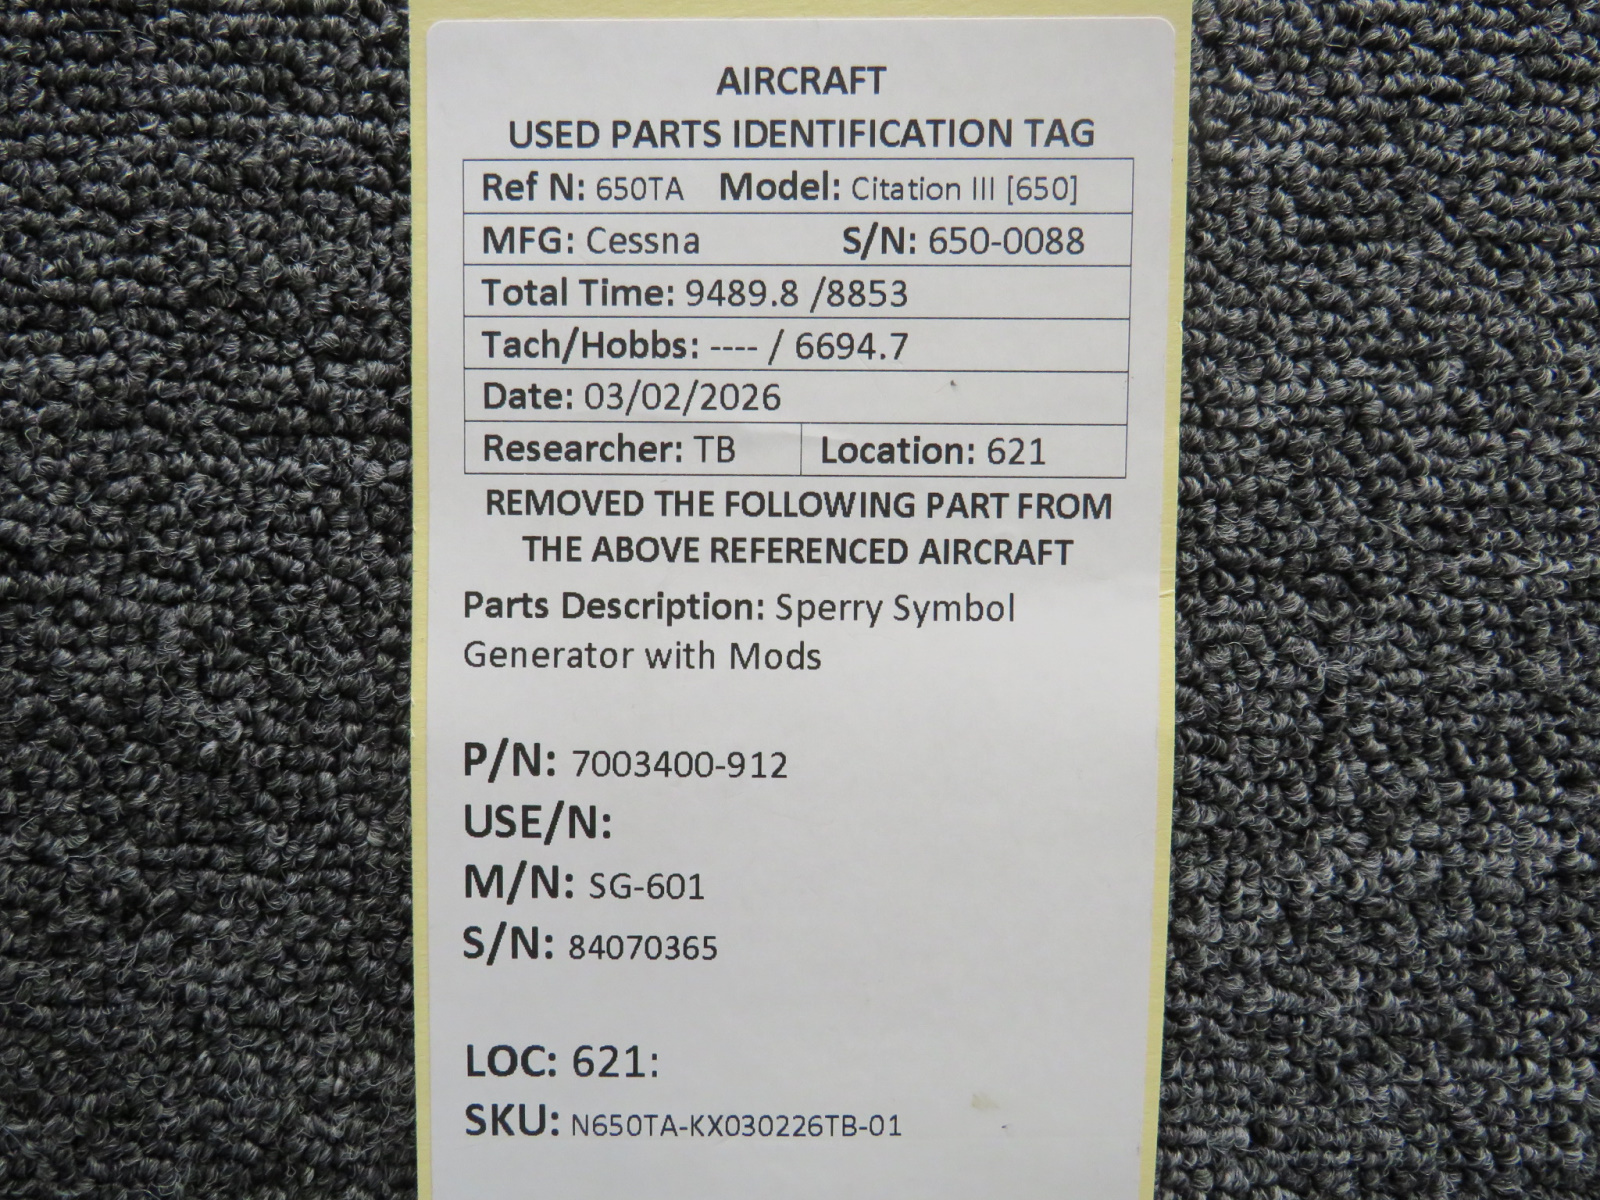 AIRCRAFT
USED PARTS IDENTIFICATION TAG
Ref N: 650TA Model: Citation III [650]
MFG: Cessna S/N: 650-0088
Total Time: 9489.8 /8853
Tach/Hobbs: ---- / 6694.7
Date: 03/02/2026
Researcher: TB Location: 621
REMOVED THE FOLLOWING PART FROM
THE ABOVE REFERENCED AIRCRAFT
Parts Description: Sperry Symbol
Generator with Mods
P/N: 7003400-912
USE/N:
M/N: SG-601
S/N: 84070365
LOC: 621:
SKU: N650TA-KX030226TB-01